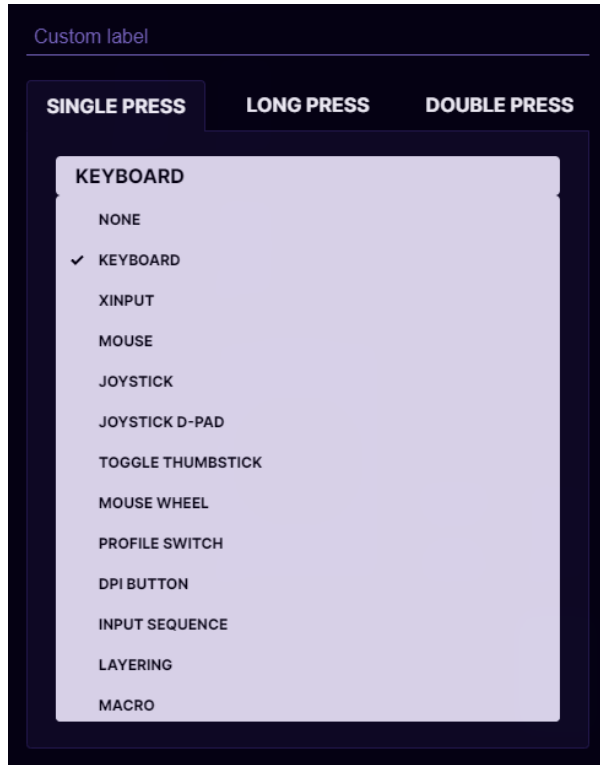 Custom label
SINGLE PRESS LONG PRESS DOUBLE PRESS
KEYBOARD
NONE
KEYBOARD
XINPUT
MOUSE
JOYSTICK
JOYSTICK D-PAD
TOGGLE THUMBSTICK
MOUSE WHEEL
PROFILE SWITCH
DPI BUTTON
INPUT SEQUENCE
LAYERING
MACRO